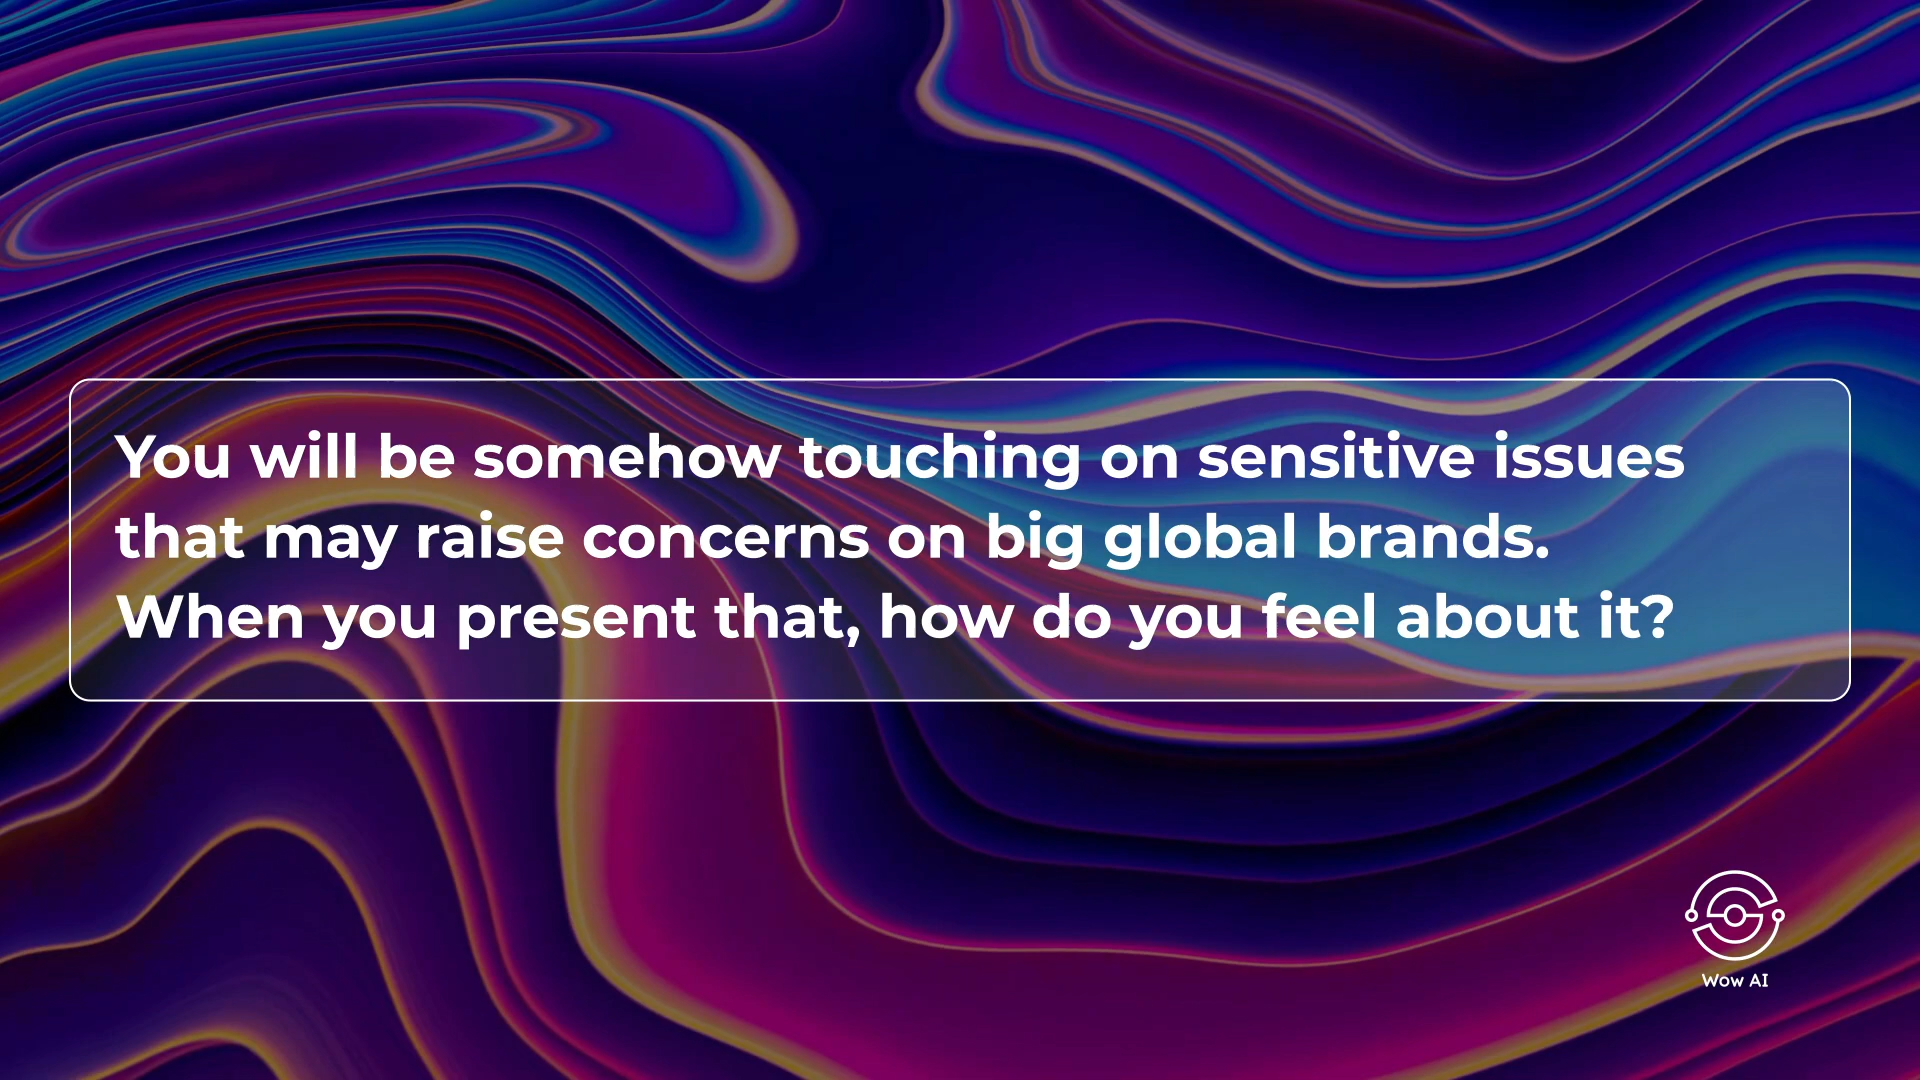 You will be somehow touching on sensitive issues
that may raise concerns on big global brands.
When you present that, how do you feel about it?
Wow AI